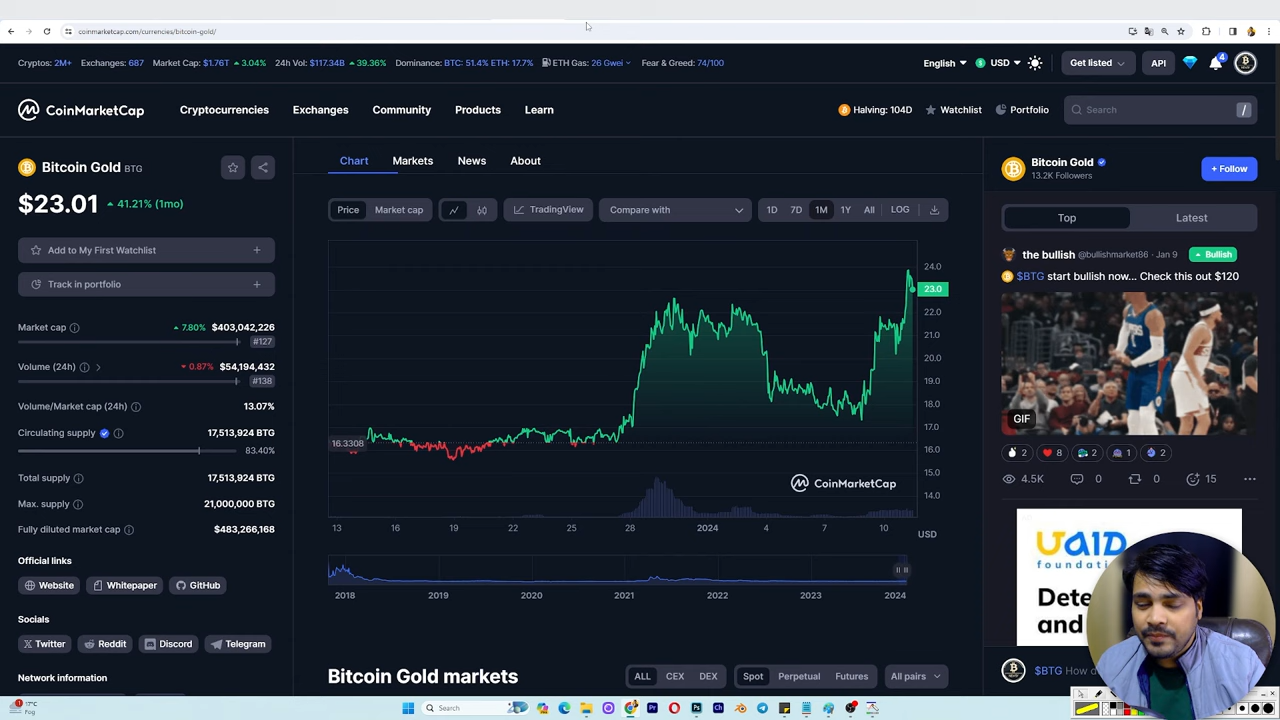 coinmarketcap.com/currencies/bitcoin-gold/
Cryptos: 2M+ Exchanges: 687 Market Cap: $1.76T 3.04% 24h Vol: $117.34B 39.36% Dominance: BTC: 51.4% ETH: 17.7% ETH Gas: 26 Gwei Fear & Greed: 74/100
English USD Get listed API 4
CoinMarketCap Cryptocurrencies Exchanges Community Products Learn
Halving: 104D Watchlist Portfolio Search /
Bitcoin Gold BTG
$23.01 41.21% (1mo)
Add to My First Watchlist +
Track in portfolio +
Market cap 7.80% $403,042,226
#127
Volume (24h) 0.87% $54,194,432
#138
Volume/Market cap (24h) 13.07%
Circulating supply 17,513,924 BTG
83.40%
Total supply 17,513,924 BTG
Max. supply 21,000,000 BTG
Fully diluted market cap $483,266,168
Official links
Website Whitepaper GitHub
Socials
Twitter Reddit Discord Telegram
Network information
Chart Markets News About
Price Market cap TradingView Compare with 1D 7D 1M 1Y All LOG
24.0
23.0
22.0
21.0
20.0
19.0
18.0
17.0
16.0
15.0
14.0
16.3308
CoinMarketCap
13 16 19 22 25 28 2024 4 7 10
USD
2018 2019 2020 2021 2022 2023 2024
Bitcoin Gold markets ALL CEX DEX Spot Perpetual Futures All pairs
Bitcoin Gold
13.2K Followers
+ Follow
Top Latest
the bullish @bullishmarket86 · Jan 9 Bullish
$BTG start bullish now... Check this out $120
GIF
2 8 2 1 2
4.5K 0 0 15
UAID
foundation
and
$BTG
17°C
Fog
Search